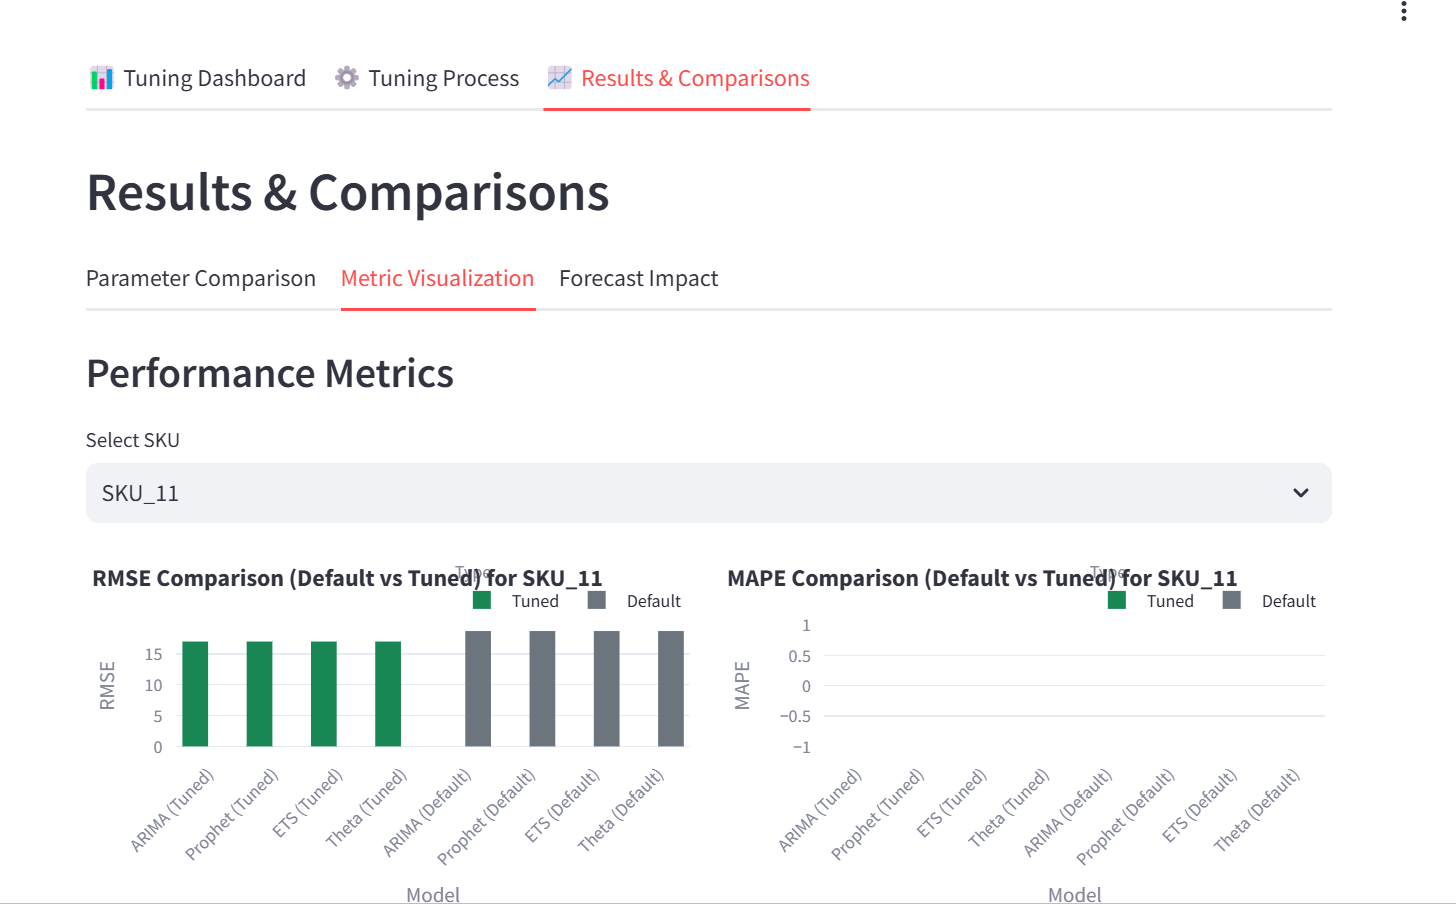 Tuning Dashboard Tuning Process Results & Comparisons
Results & Comparisons
Parameter Comparison Metric Visualization Forecast Impact
Performance Metrics
Select SKU
SKU_11
RMSE Comparison (Default vs Tuned) for SKU_11
Type
Tuned Default
RMSE
15
10
5
0
ARIMA (Tuned)
Prophet (Tuned)
ETS (Tuned)
Theta (Tuned)
ARIMA (Default)
Prophet (Default)
ETS (Default)
Theta (Default)
Model
MAPE Comparison (Default vs Tuned) for SKU_11
Type
Tuned Default
MAPE
1
0.5
0
−0.5
−1
ARIMA (Tuned)
Prophet (Tuned)
ETS (Tuned)
Theta (Tuned)
ARIMA (Default)
Prophet (Default)
ETS (Default)
Theta (Default)
Model